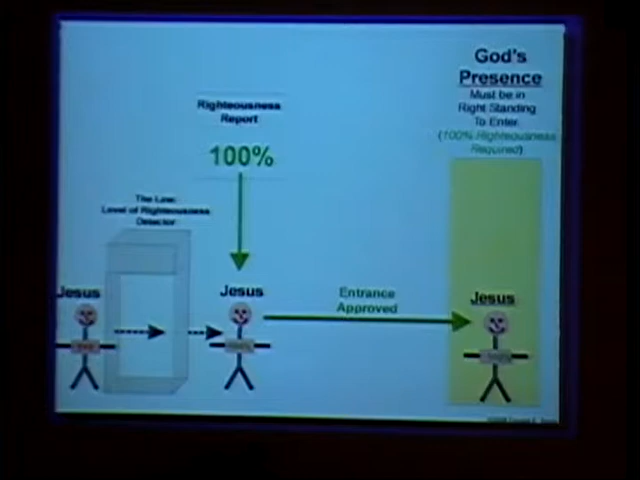 God's
Presence
Must be in
Right Standing
To Enter.
(100% Righteousness
Required)
Righteousness
Report
100%
The Law:
Level of Righteousness
Detector
Jesus
Jesus
Entrance
Approved
Jesus